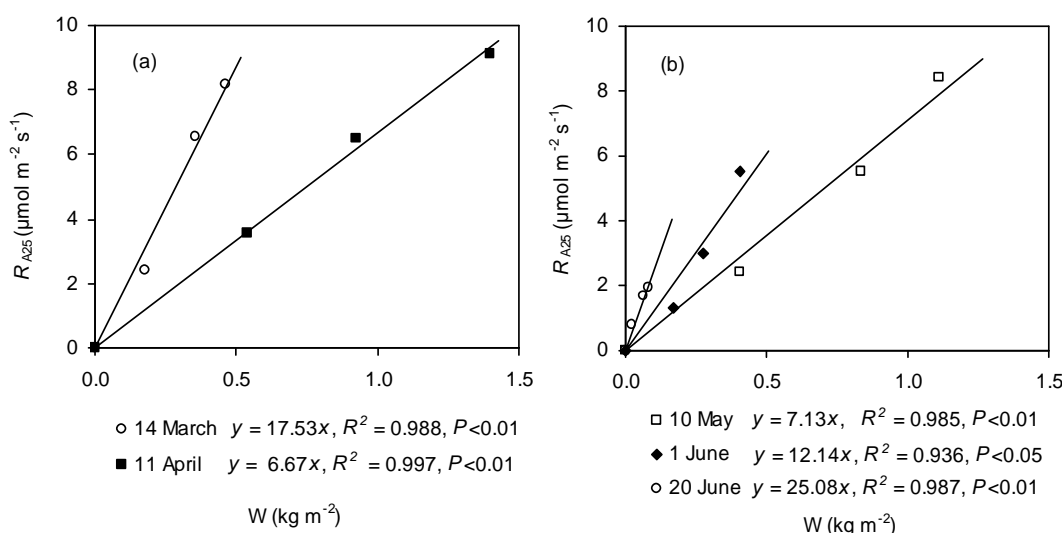 (a)
R A25 (µmol m-2 s-1)
10
8
6
4
2
0
0.0 0.5 1.0 1.5
14 March y = 17.53x, R2 = 0.988, P<0.01
11 April y = 6.67x, R2 = 0.997, P<0.01
W (kg m-2)
(b)
R A25 (µmol m-2 s-1)
10
8
6
4
2
0
0.0 0.5 1.0 1.5
10 May y = 7.13x, R2 = 0.985, P<0.01
1 June y = 12.14x, R2 = 0.936, P<0.05
20 June y = 25.08x, R2 = 0.987, P<0.01
W (kg m-2)